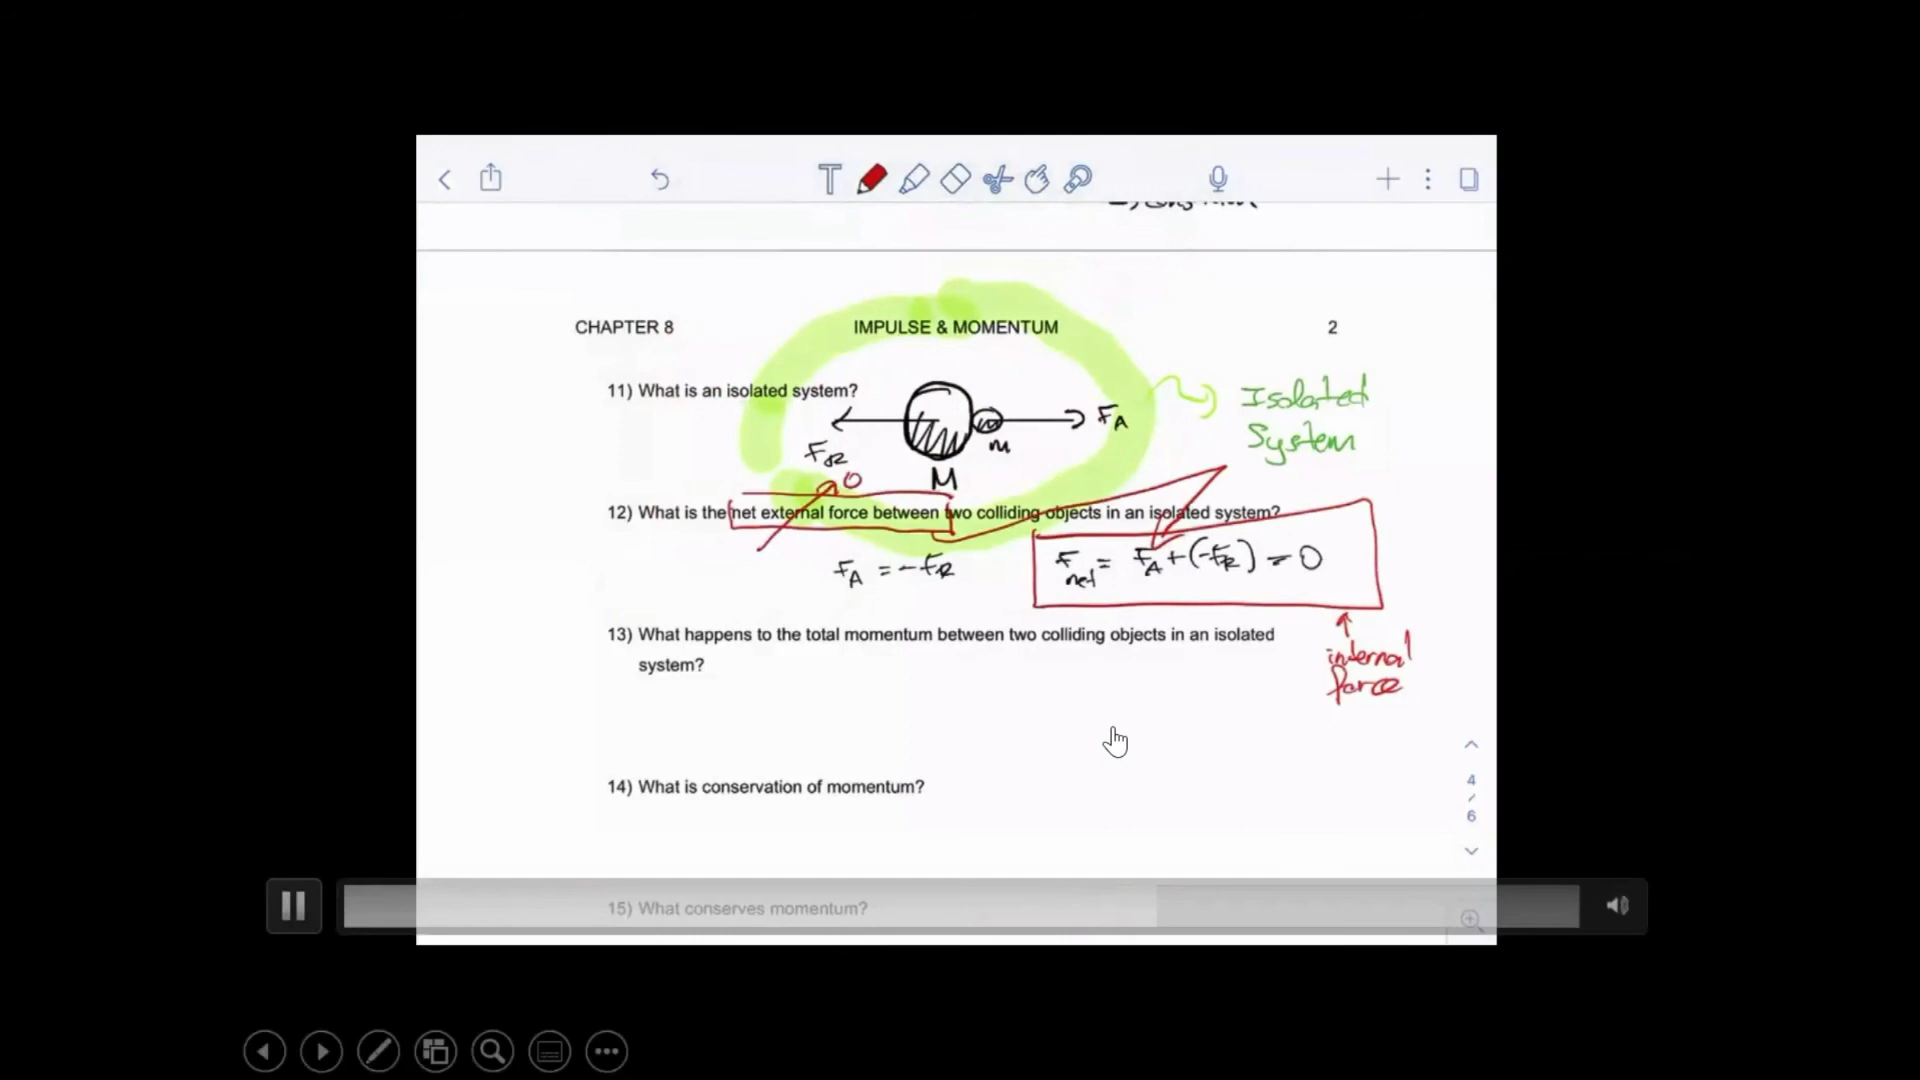 CHAPTER 8 IMPULSE & MOMENTUM 2
11) What is an isolated system?
F_A
Isolated
System
F_R
m
M
0
12) What is the net external force between two colliding objects in an isolated system?
F_A = -F_R
F_net = F_A + (-F_R) = 0
13) What happens to the total momentum between two colliding objects in an isolated
system?
internal
force
14) What is conservation of momentum?
4
/
6
15) What conserves momentum?